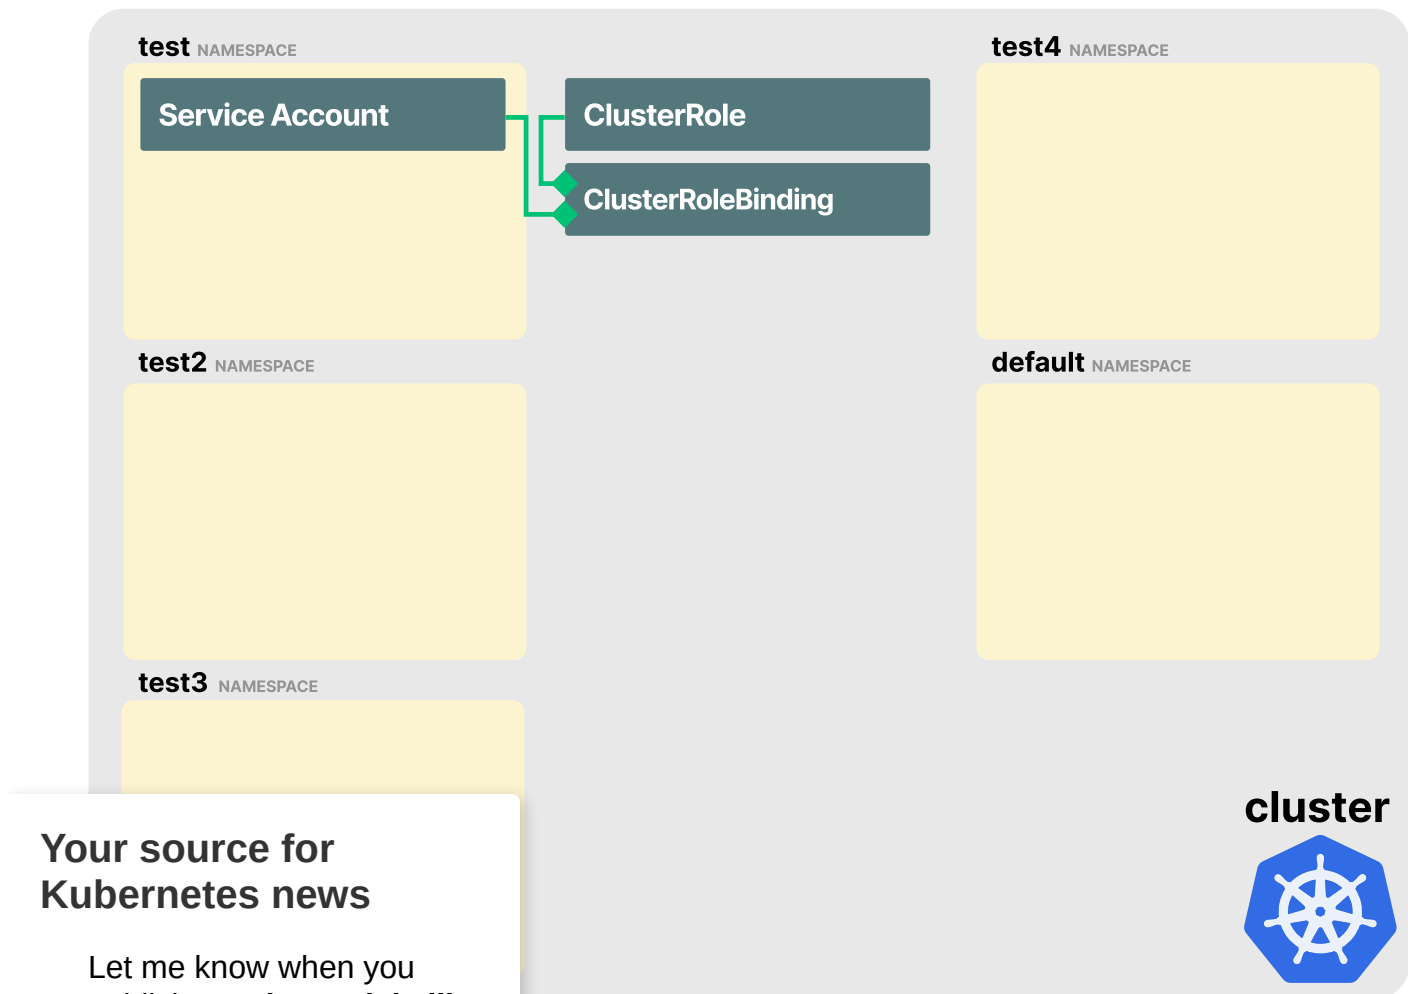 test NAMESPACE
Service Account
ClusterRole
ClusterRoleBinding
test4 NAMESPACE
test2 NAMESPACE
default NAMESPACE
test3 NAMESPACE
cluster
Your source for
Kubernetes news
Let me know when you